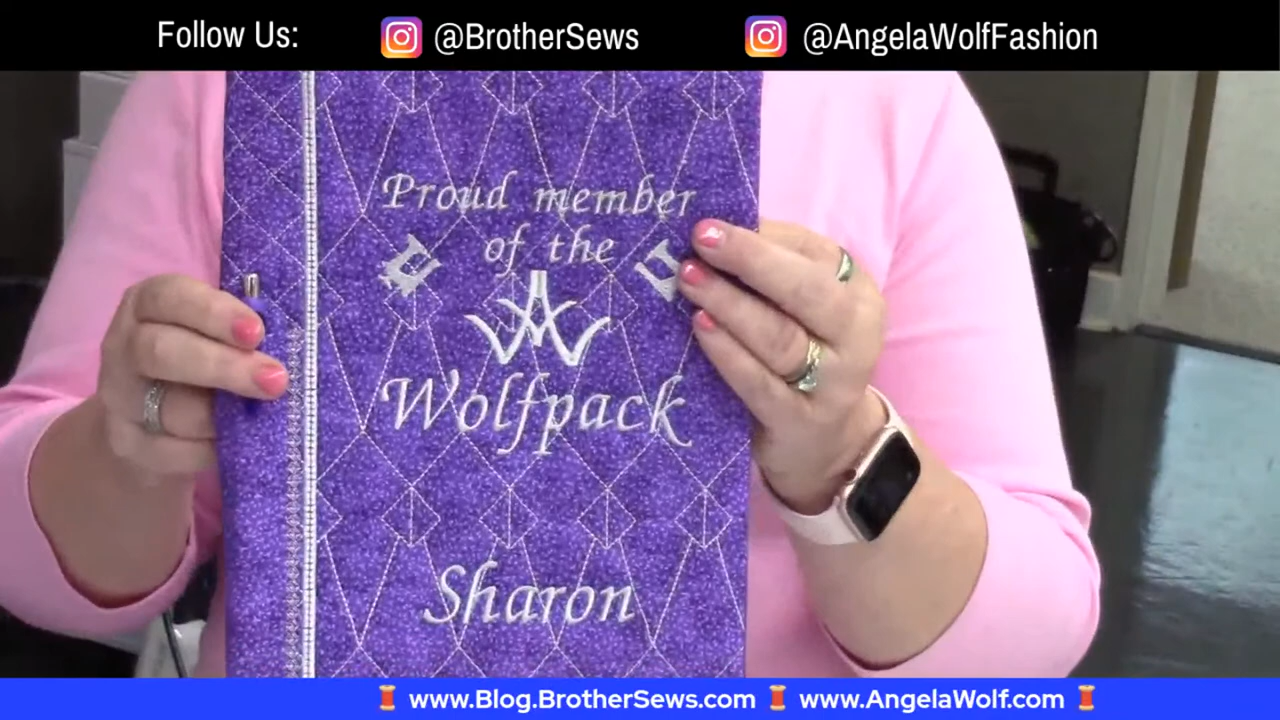 Follow Us: @BrotherSews @AngelaWolfFashion
Proud member
of the
Wolfpack
Sharon
www.Blog.BrotherSews.com www.AngelaWolf.com